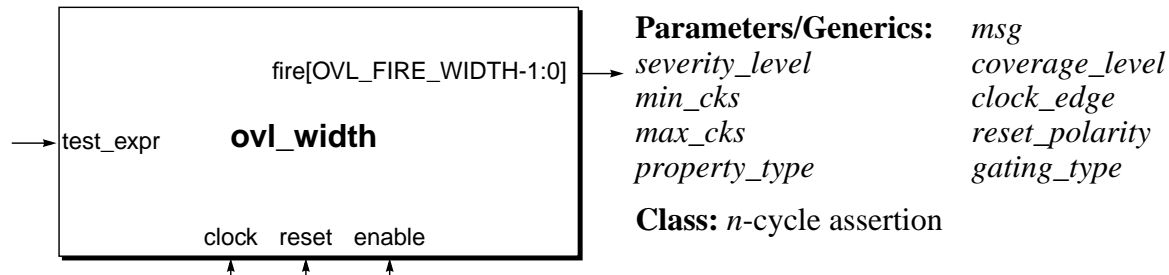 fire[OVL_FIRE_WIDTH-1:0]
test_expr ovl_width
clock reset enable
Parameters/Generics: msg
severity_level coverage_level
min_cks clock_edge
max_cks reset_polarity
property_type gating_type
Class: n-cycle assertion